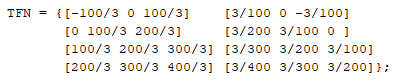 TFN = {[-100/3 0 100/3] [3/100 0 -3/100]
[0 100/3 200/3] [3/200 3/100 0 ]
[100/3 200/3 300/3] [3/300 3/200 3/100]
[200/3 300/3 400/3] [3/400 3/300 3/200]};